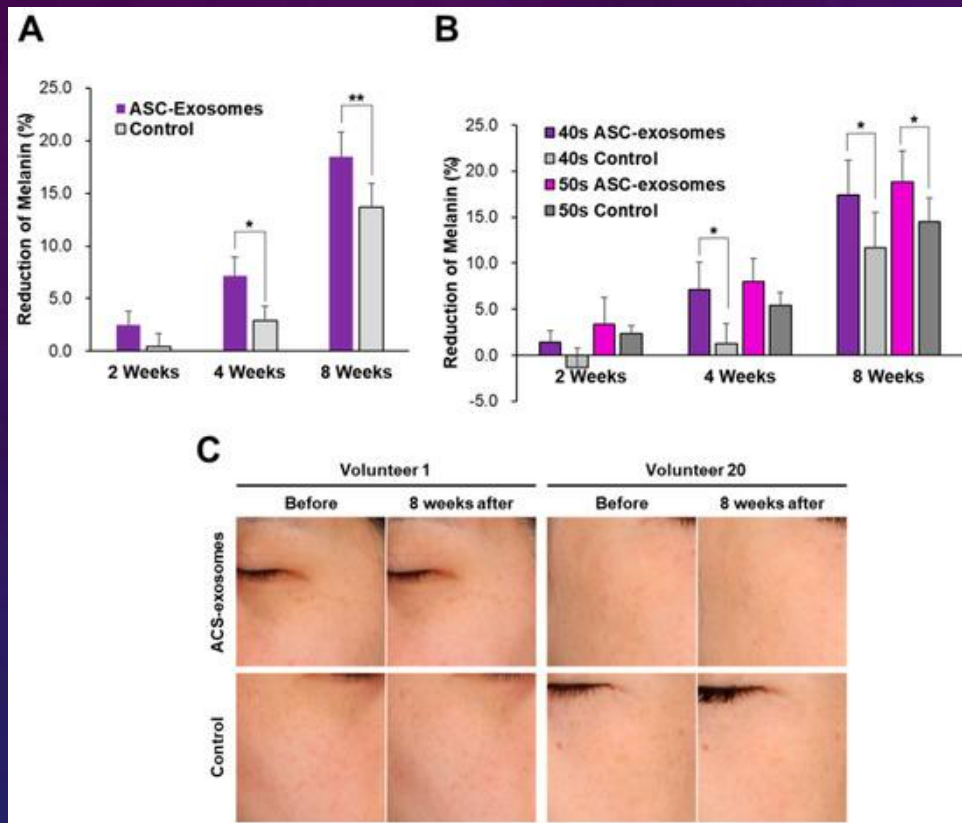 A
Reduction of Melanin (%)
25.0
20.0
15.0
10.0
5.0
0.0
ASC-Exosomes
Control
*
**
2 Weeks
4 Weeks
8 Weeks
B
Reduction of Melanin (%)
25.0
20.0
15.0
10.0
5.0
0.0
-5.0
40s ASC-exosomes
40s Control
50s ASC-exosomes
50s Control
*
*
*
2 Weeks
4 Weeks
8 Weeks
C
Volunteer 1
Volunteer 20
Before
8 weeks after
Before
8 weeks after
ACS-exosomes
Control